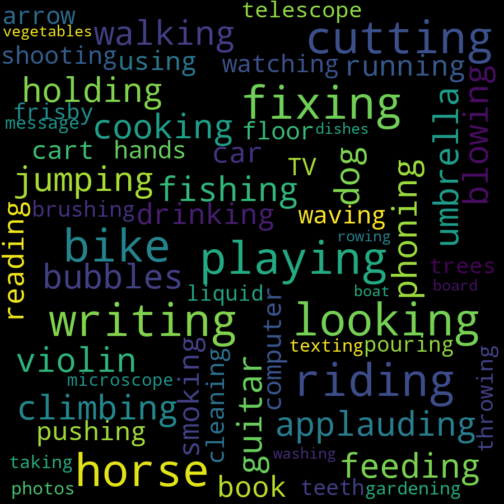 telescope
arrow
vegetables
walking
cutting
shooting
using
watching
running
holding
fixing
umbrella
blowing
frisby
message
cooking
floor
dishes
cart
hands
car
TV
dog
phoning
jumping
fishing
reading
brushing
drinking
waving
bike
playing
rowing
bubbles
trees
liquid
boat
board
writing
looking
computer
violin
smoking
cleaning
guitar
texting
pouring
throwing
microscope
riding
climbing
applauding
pushing
washing
taking
horse
feeding
photos
book
teeth
gardening